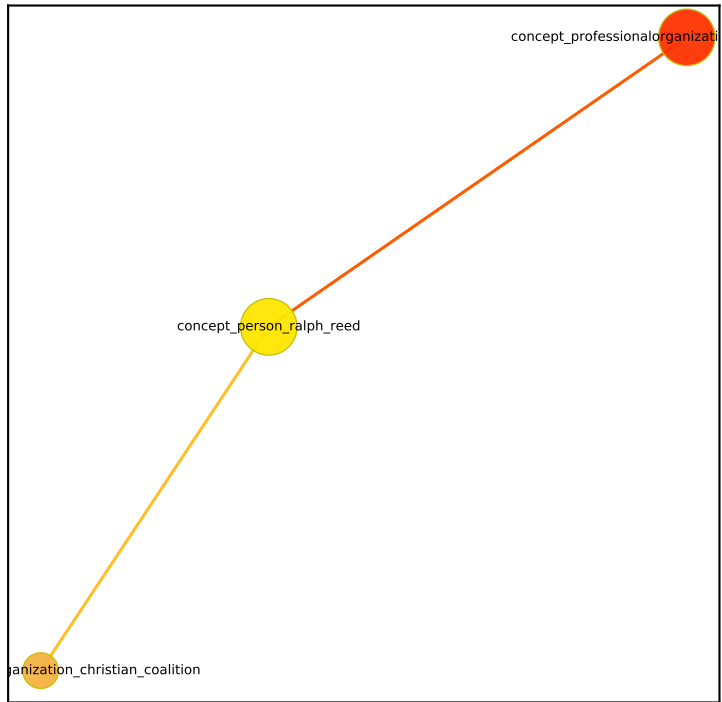 concept_professionalorganizati
concept_person_ralph_reed
ganization_christian_coalition